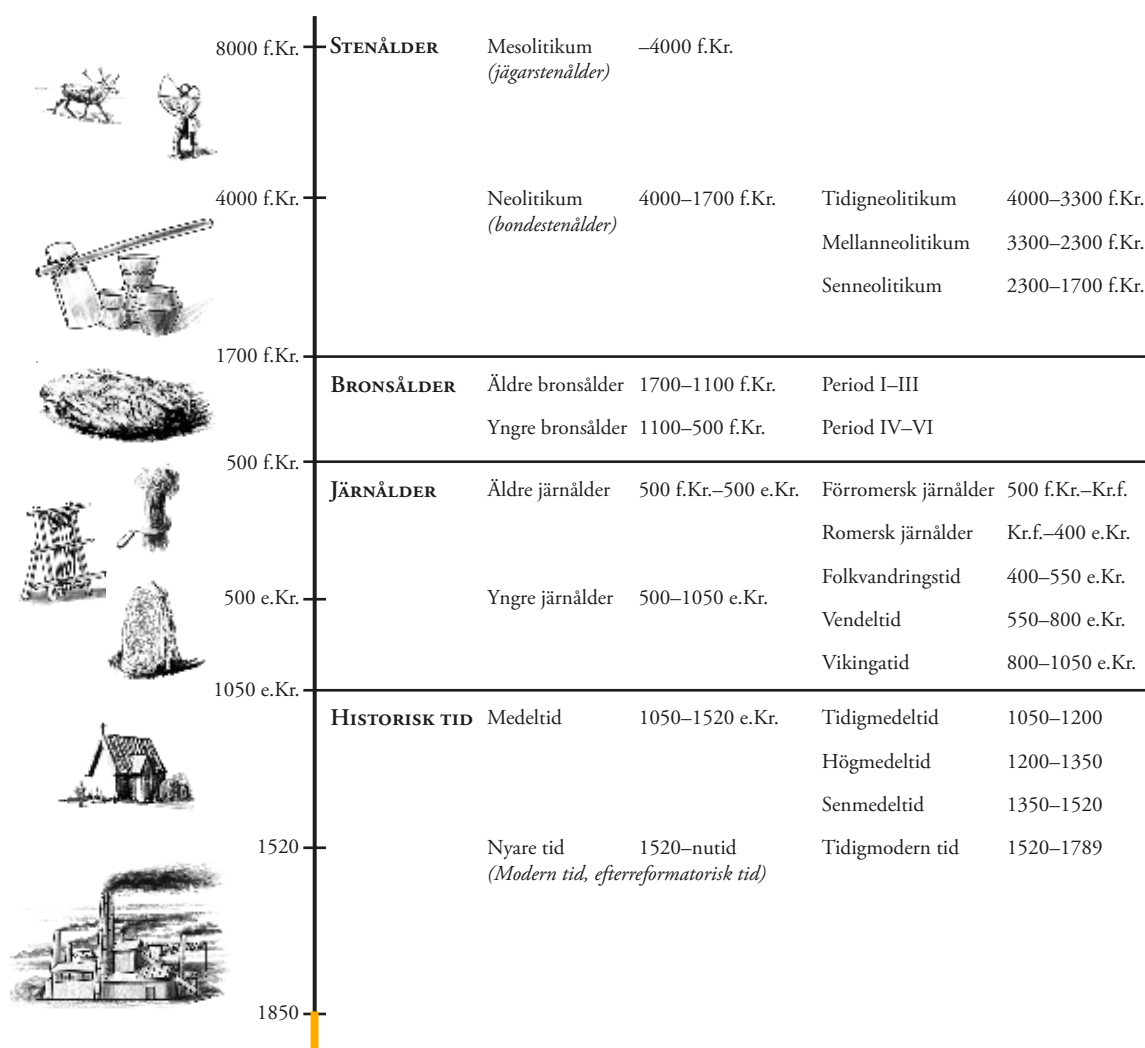 8000 f.Kr. STENÅLDER Mesolitikum –4000 f.Kr.
(jägarstenålder)
4000 f.Kr. Neolitikum 4000–1700 f.Kr. Tidigneolitikum 4000–3300 f.Kr.
(bondestenålder)
Mellanneolitikum 3300–2300 f.Kr.
Senneolitikum 2300–1700 f.Kr.
1700 f.Kr.
BRONSÅLDER Äldre bronsålder 1700–1100 f.Kr. Period I–III
Yngre bronsålder 1100–500 f.Kr. Period IV–VI
500 f.Kr.
JÄRNÅLDER Äldre järnålder 500 f.Kr.–500 e.Kr. Förromersk järnålder 500 f.Kr.–Kr.f.
Romersk järnålder Kr.f.–400 e.Kr.
Folkvandringstid 400–550 e.Kr.
500 e.Kr. Yngre järnålder 500–1050 e.Kr.
Vendeltid 550–800 e.Kr.
Vikingatid 800–1050 e.Kr.
1050 e.Kr.
HISTORISK TID Medeltid 1050–1520 e.Kr. Tidigmedeltid 1050–1200
Högmedeltid 1200–1350
Senmedeltid 1350–1520
1520 Nyare tid 1520–nutid Tidigmodern tid 1520–1789
(Modern tid, efterreformatorisk tid)
1850